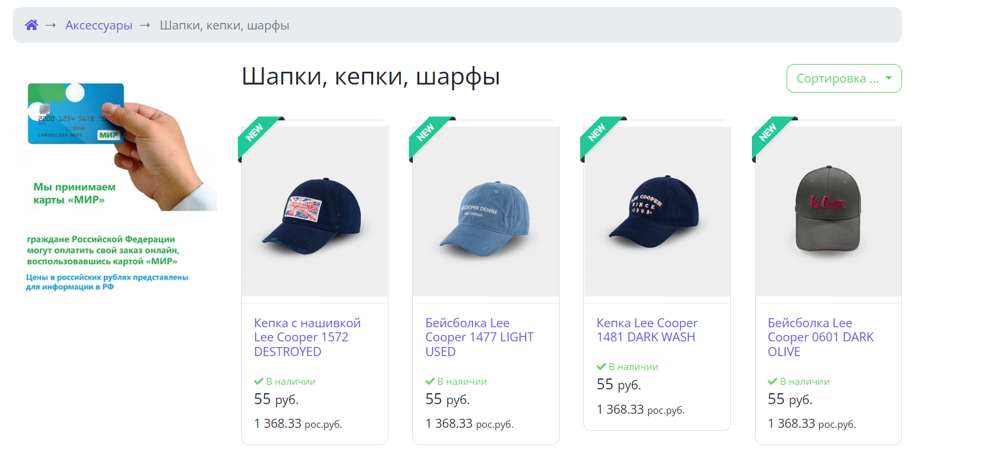 Аксессуары → Шапки, кепки, шарфы
Шапки, кепки, шарфы
Сортировка ...
2200 1234 5678
00/00
CARDHOLDER NAME
МИР
Мы принимаем
карты «МИР»
граждане Российской Федерации
могут оплатить свой заказ онлайн,
воспользовавшись картой «МИР»
Цены в российских рублях представлены
для информации в РФ
NEW
Кепка с нашивкой
Lee Cooper 1572
DESTROYED
В наличии
55 руб.
1 368.33 рос.руб.
NEW
LEE COOPER DENIM
Бейсболка Lee
Cooper 1477 LIGHT
USED
В наличии
55 руб.
1 368.33 рос.руб.
NEW
LEE COOPER
SINCE
1908
Кепка Lee Cooper
1481 DARK WASH
В наличии
55 руб.
1 368.33 рос.руб.
NEW
Lee Cooper
Бейсболка Lee
Cooper 0601 DARK
OLIVE
В наличии
55 руб.
1 368.33 рос.руб.